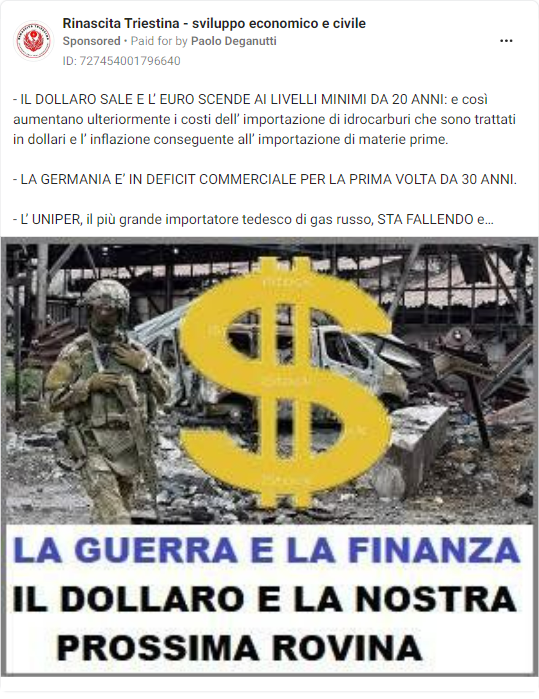 Rinascita Triestina - sviluppo economico e civile
Sponsored • Paid for by Paolo Deganutti
ID: 727454001796640
- IL DOLLARO SALE E L’ EURO SCENDE AI LIVELLI MINIMI DA 20 ANNI: e così
aumentano ulteriormente i costi dell’ importazione di idrocarburi che sono trattati
in dollari e l’ inflazione conseguente all’ importazione di materie prime.
- LA GERMANIA E’ IN DEFICIT COMMERCIALE PER LA PRIMA VOLTA DA 30 ANNI.
- L’ UNIPER, il più grande importatore tedesco di gas russo, STA FALLENDO e...
LA GUERRA E LA FINANZA
IL DOLLARO E LA NOSTRA
PROSSIMA ROVINA